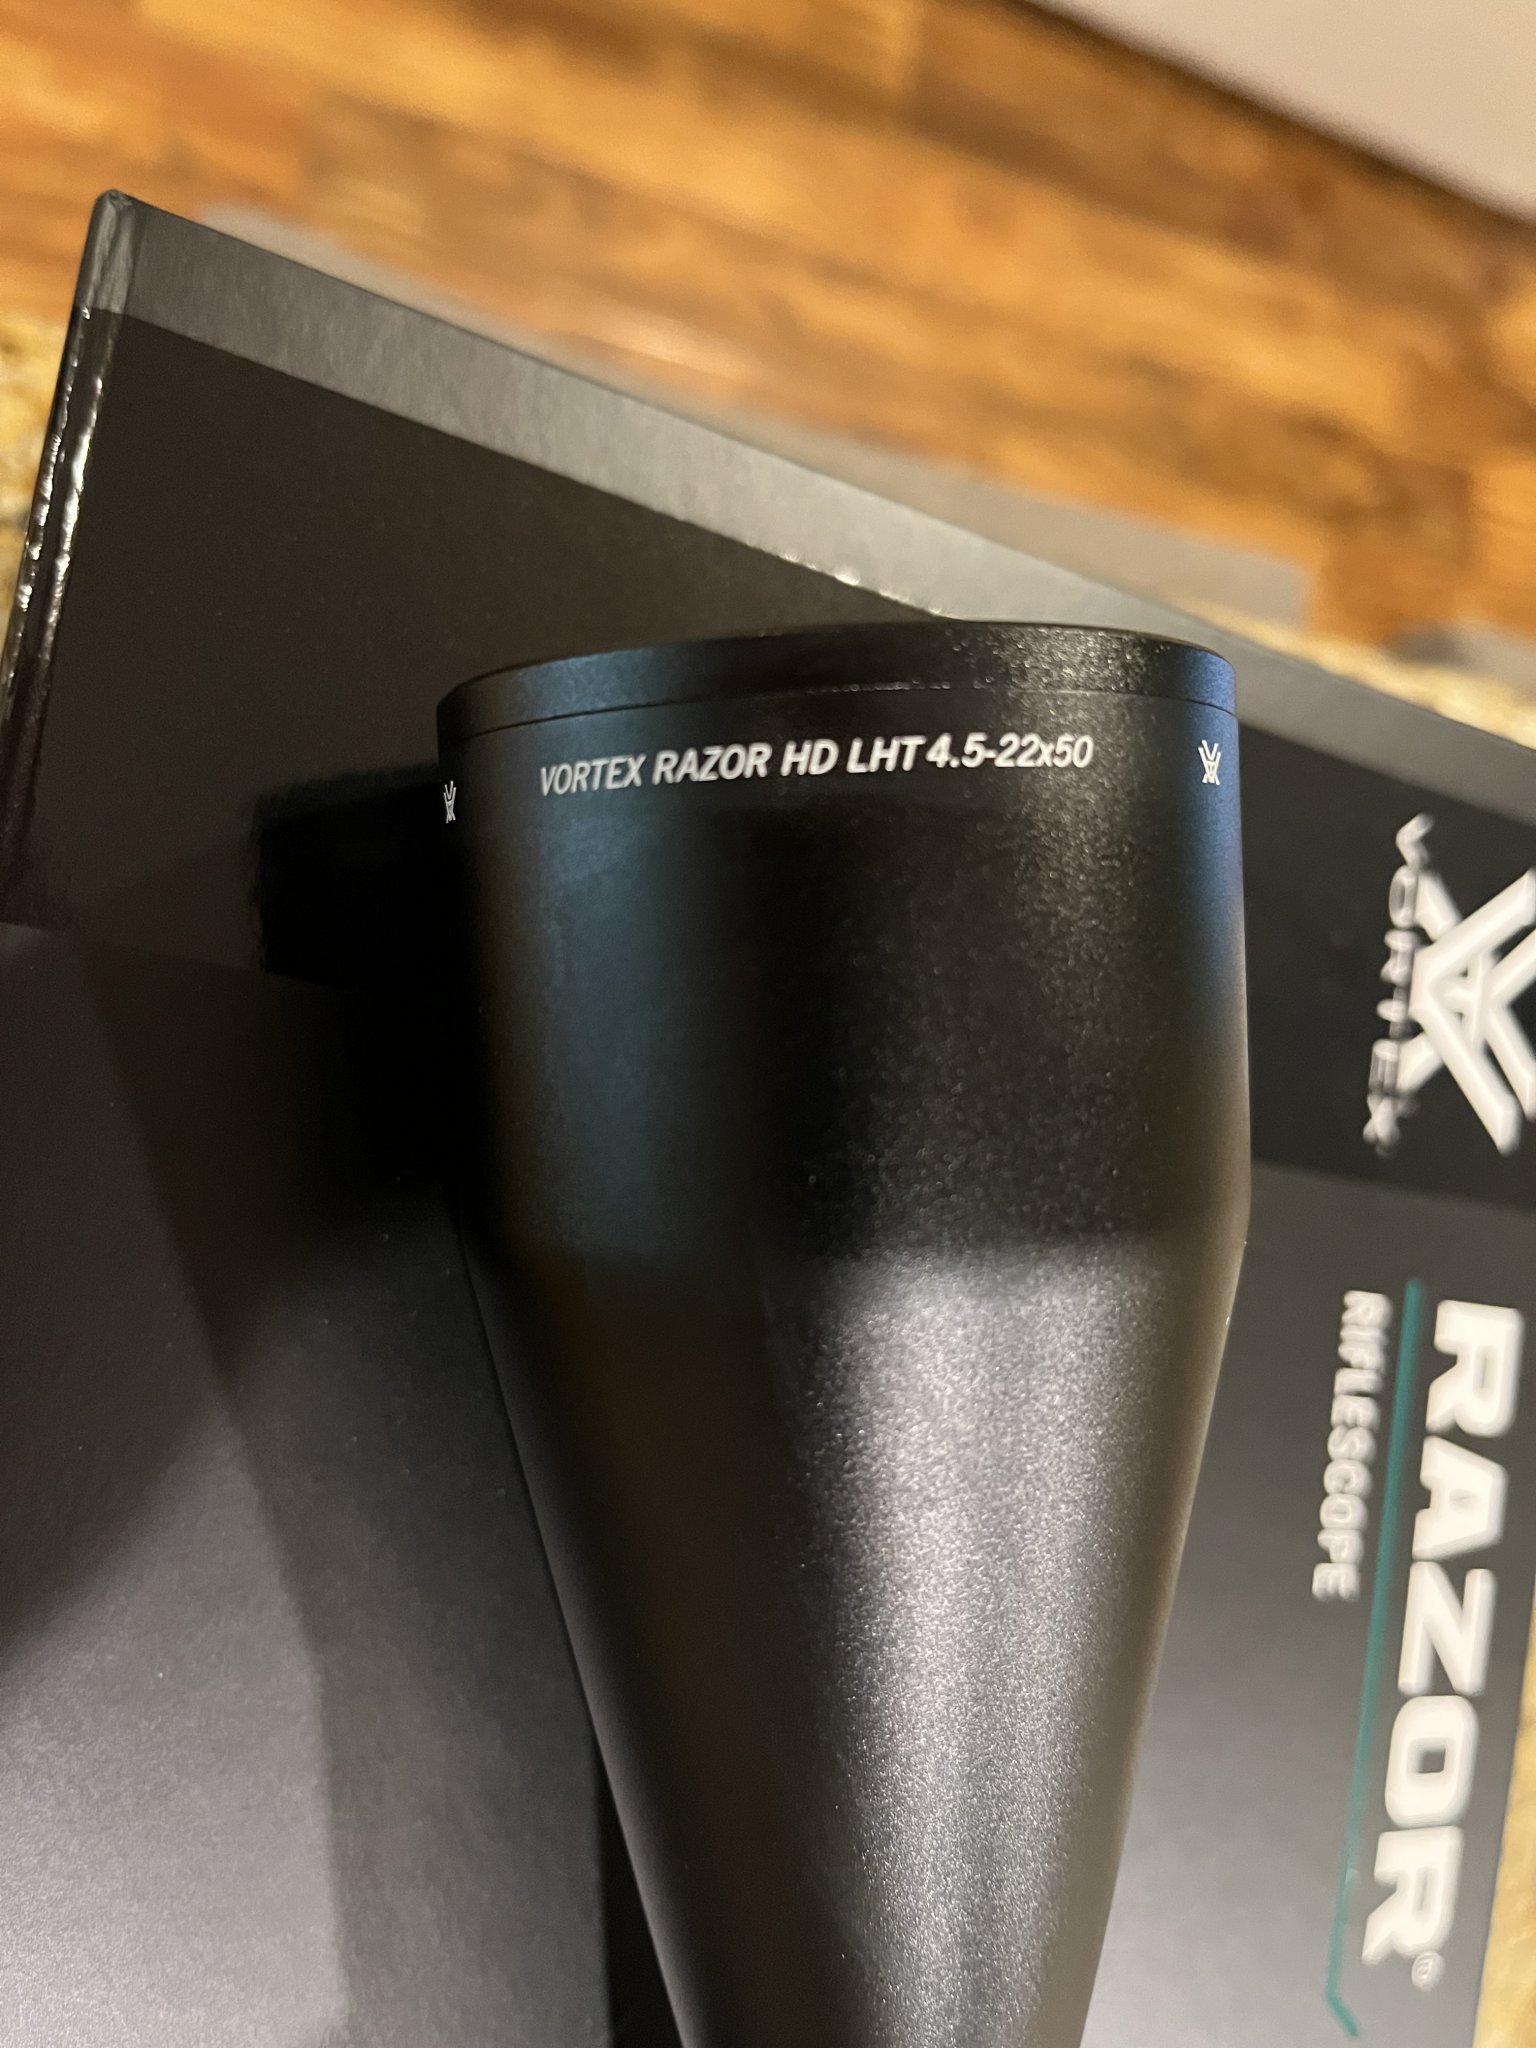 VORTEX RAZOR HD LHT 4.5-22x50
VORTEX
RAZOR®
RIFLESCOPE